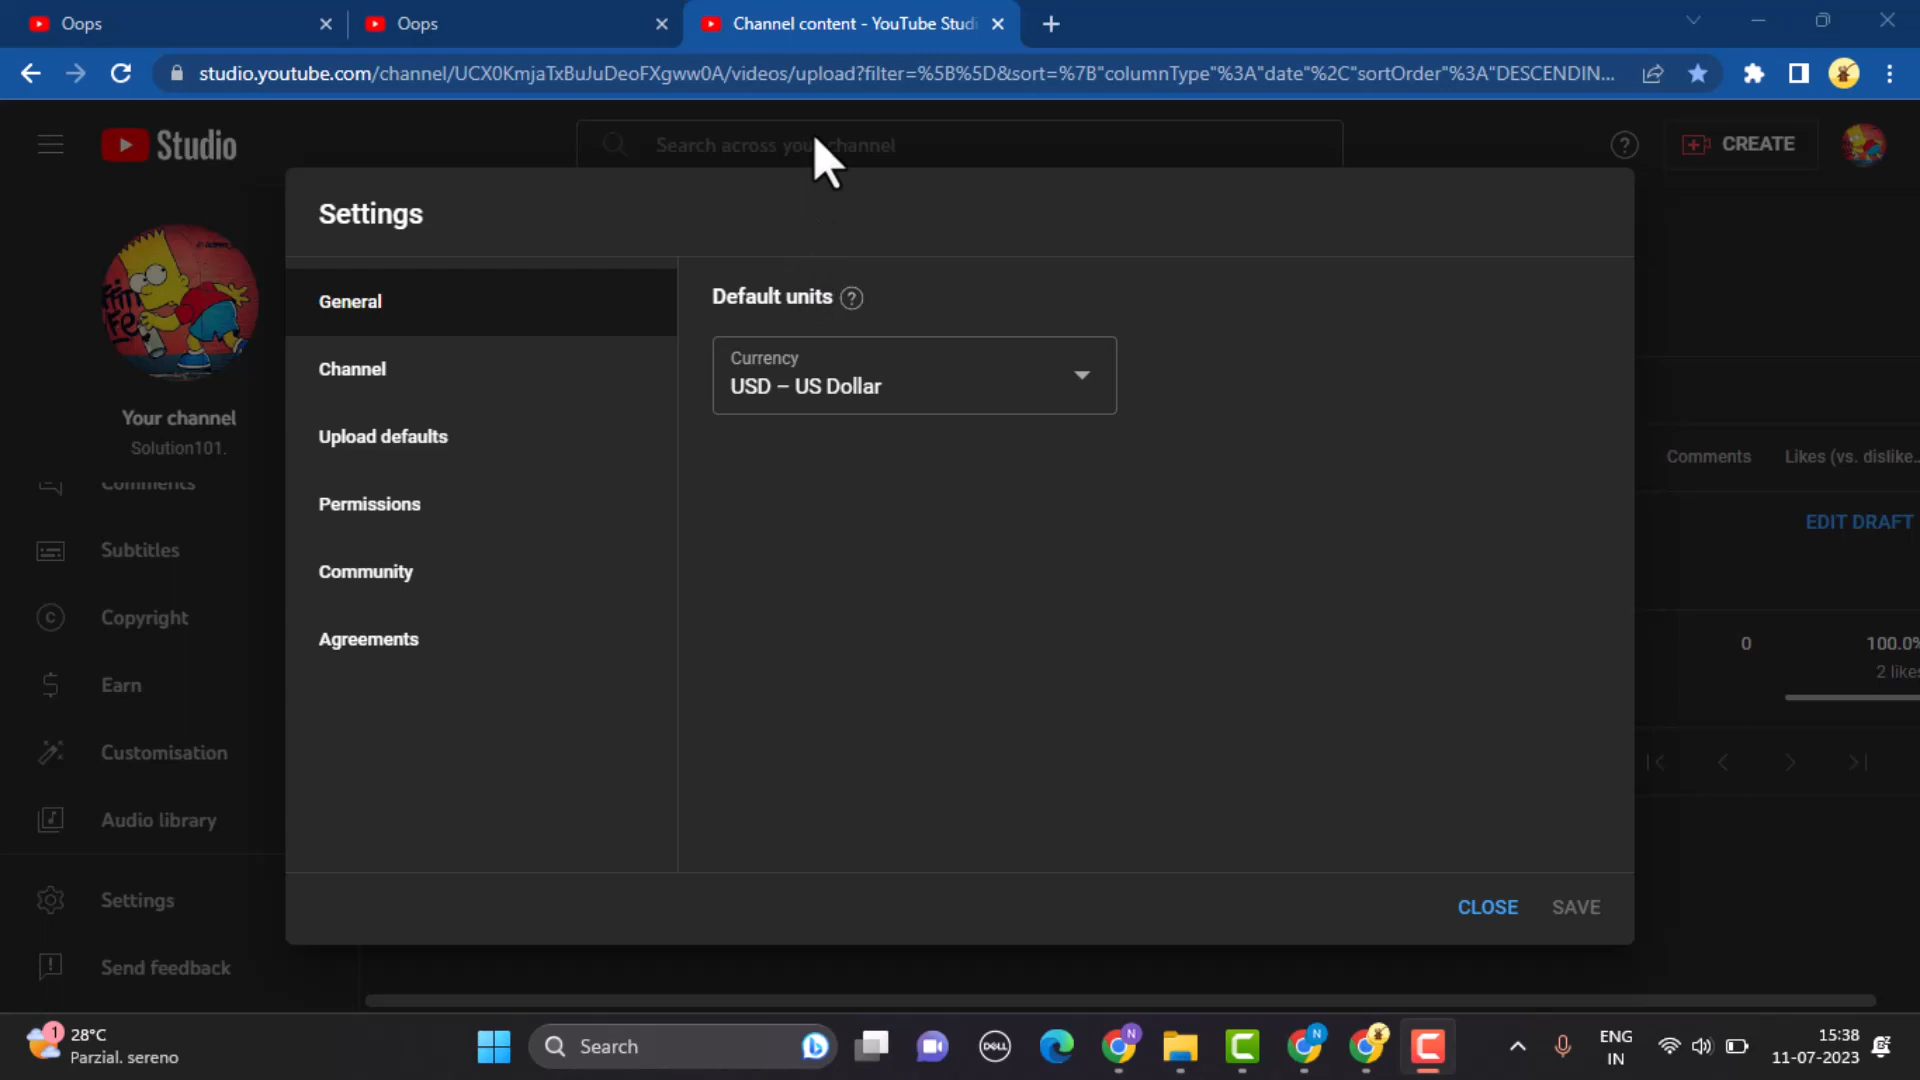 Oops
Oops
Channel content - YouTube Studi
studio.youtube.com/channel/UCX0KmjaTxBuJuDeoFXgww0A/videos/upload?filter=%5B%5D&sort=%7B"columnType"%3A"date"%2C"sortOrder"%3A"DESCENDIN...
Studio
Search across your channel
CREATE
Settings
General
Channel
Upload defaults
Permissions
Community
Agreements
Default units
Currency
USD – US Dollar
CLOSE
SAVE
Your channel
Solution101.
Comments
Subtitles
Copyright
Earn
Customisation
Audio library
Settings
Send feedback
Comments
Likes (vs. dislike...
EDIT DRAFT
0
100.0%
2 likes
1
28°C
Parzial. sereno
Search
DELL
N
N
ENG
IN
15:38
11-07-2023